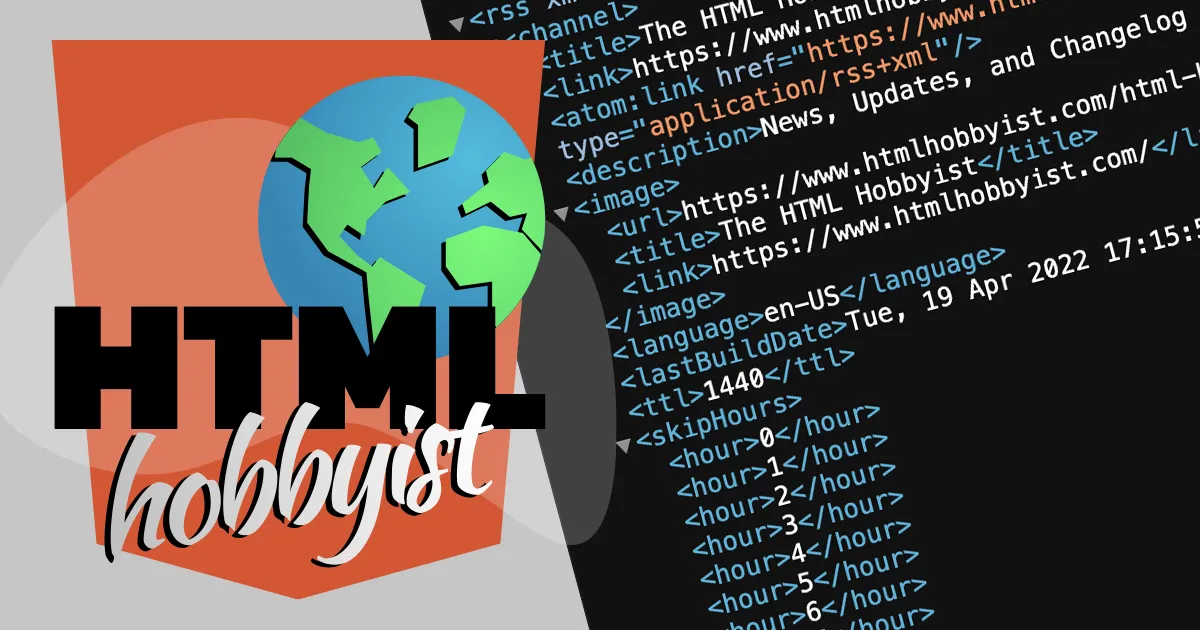 HTML
hobbyist
<rss
<channel>
<title>The HTML
<link>https://www.htmlhobbyist
<atom:link href="https://www.htm
type="application/rss+xml"/>
<description>News, Updates, and Changelog
<image>
<url>https://www.htmlhobbyist.com/html-
<title>The HTML Hobbyist</title>
<link>https://www.htmlhobbyist.com/</l
</image>
<language>en-US</language>
<lastBuildDate>Tue, 19 Apr 2022 17:15:5
<ttl>1440</ttl>
<skipHours>
<hour>0</hour>
<hour>1</hour>
<hour>2</hour>
<hour>3</hour>
<hour>4</hour>
<hour>5</hour>
<hour>6</hour>
</hour>